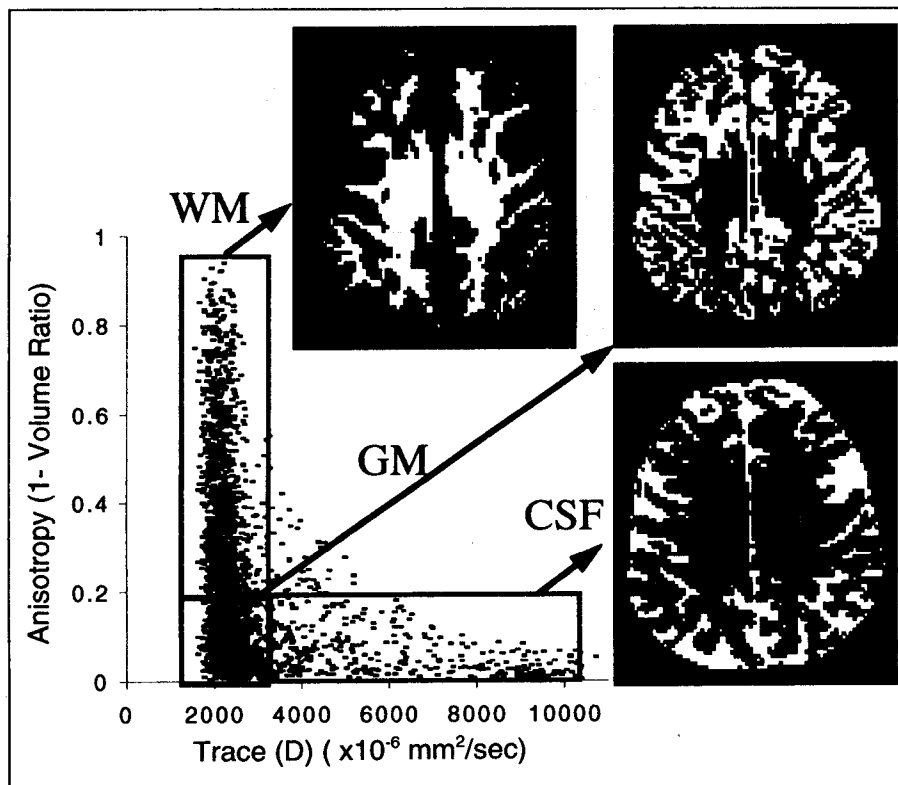 WM
GM
CSF
Anisotropy (1- Volume Ratio)
1
0.8
0.6
0.4
0.2
0
0 2000 4000 6000 8000 10000
Trace (D) ( x10⁻⁶ mm²/sec)